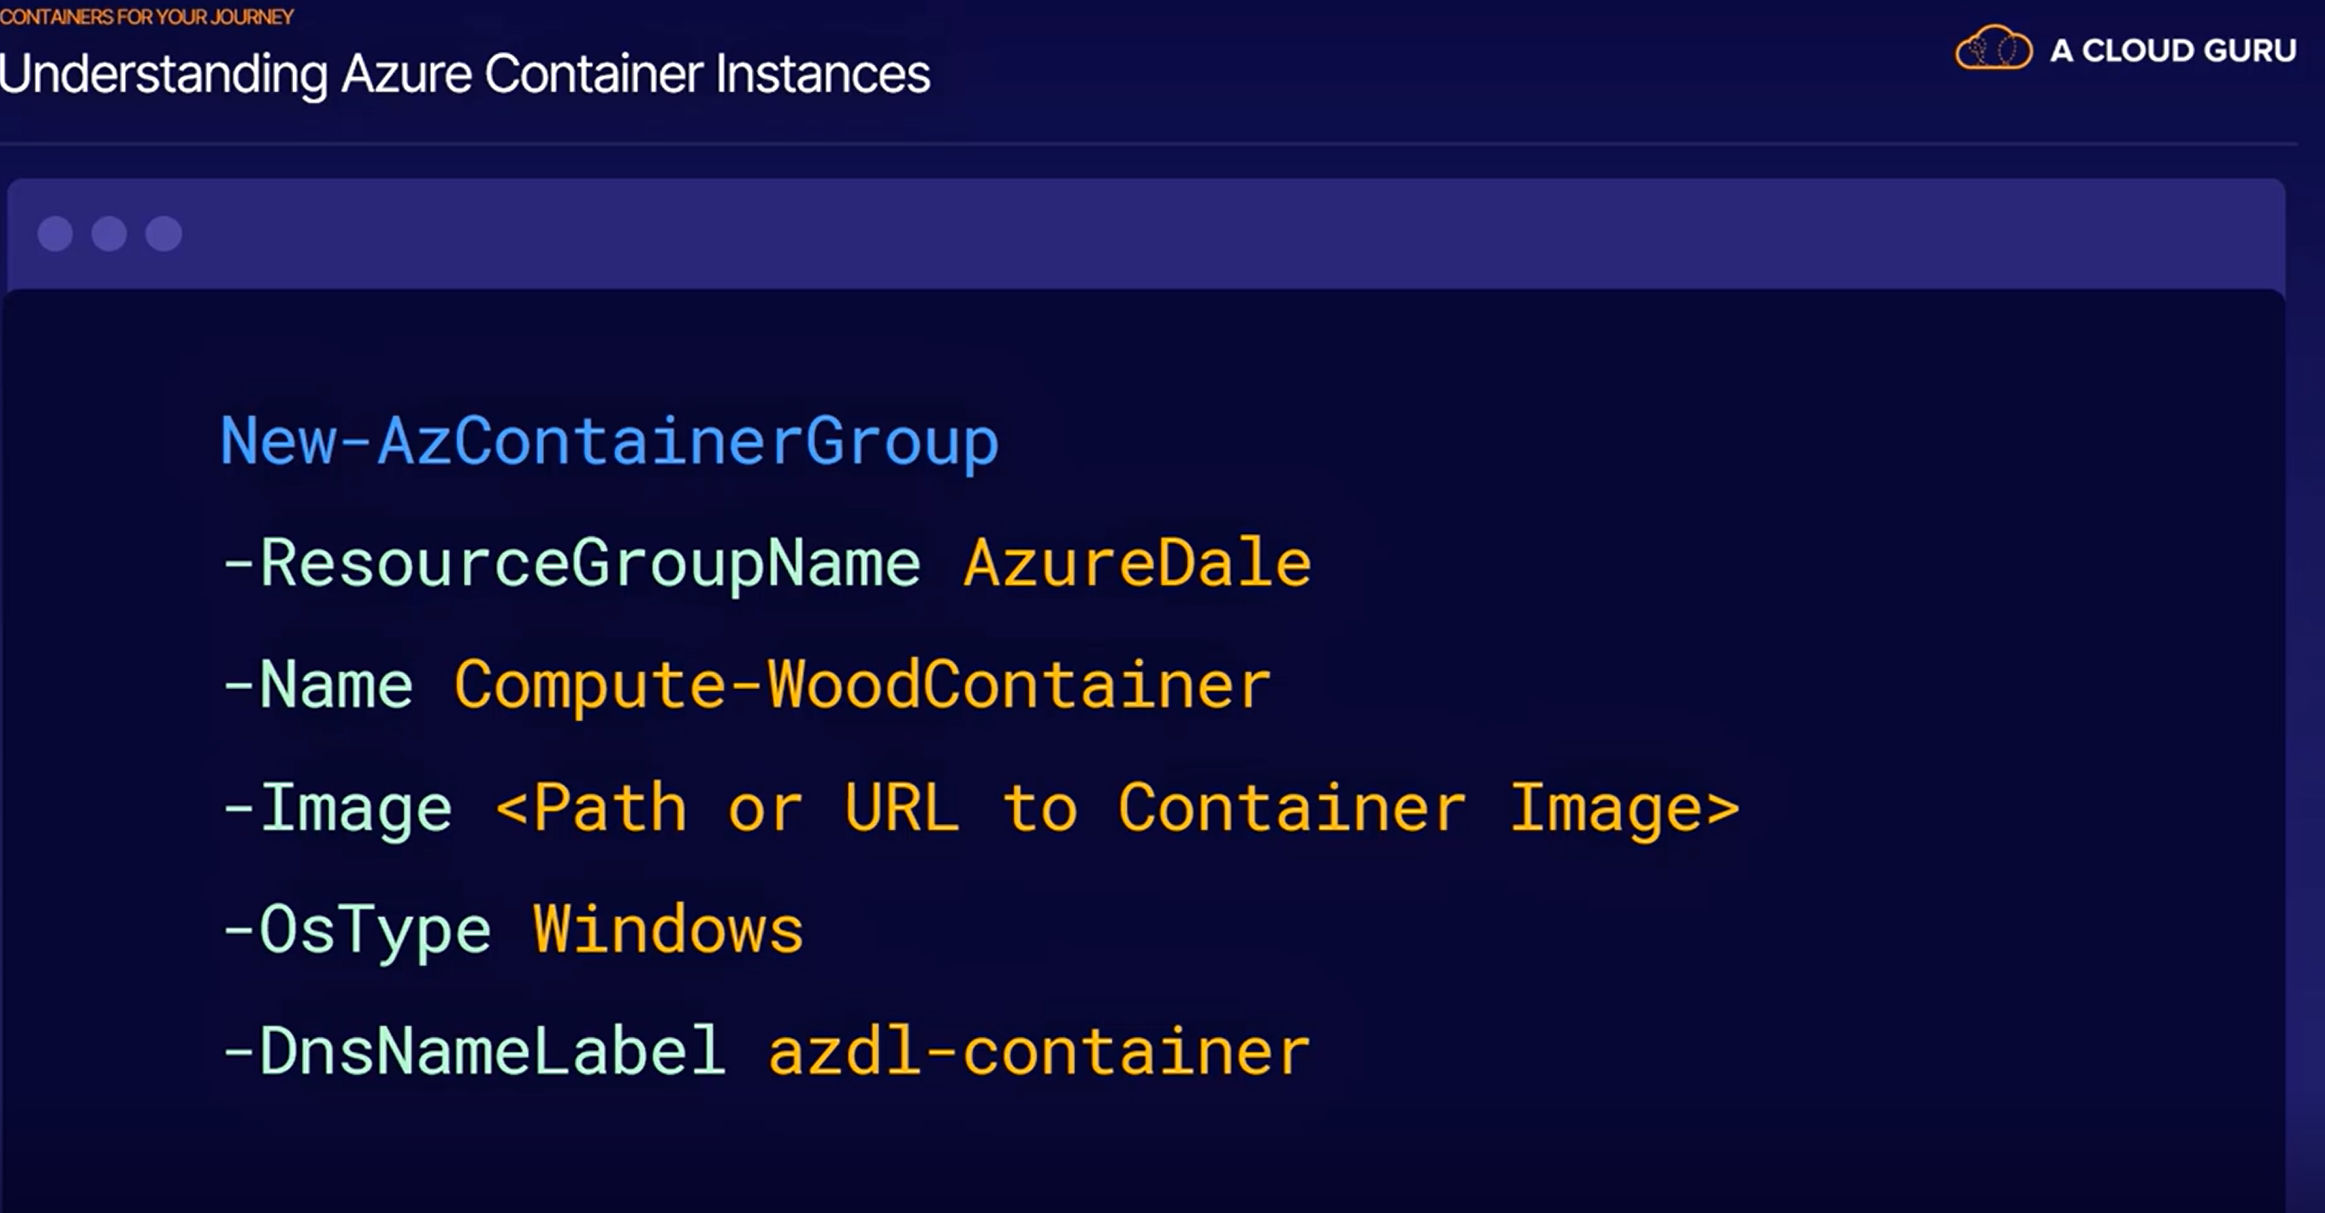 CONTAINERS FOR YOUR JOURNEY
Understanding Azure Container Instances
A CLOUD GURU
New-AzContainerGroup
-ResourceGroupName AzureDale
-Name Compute-WoodContainer
-Image <Path or URL to Container Image>
-OsType Windows
-DnsNameLabel azdl-container